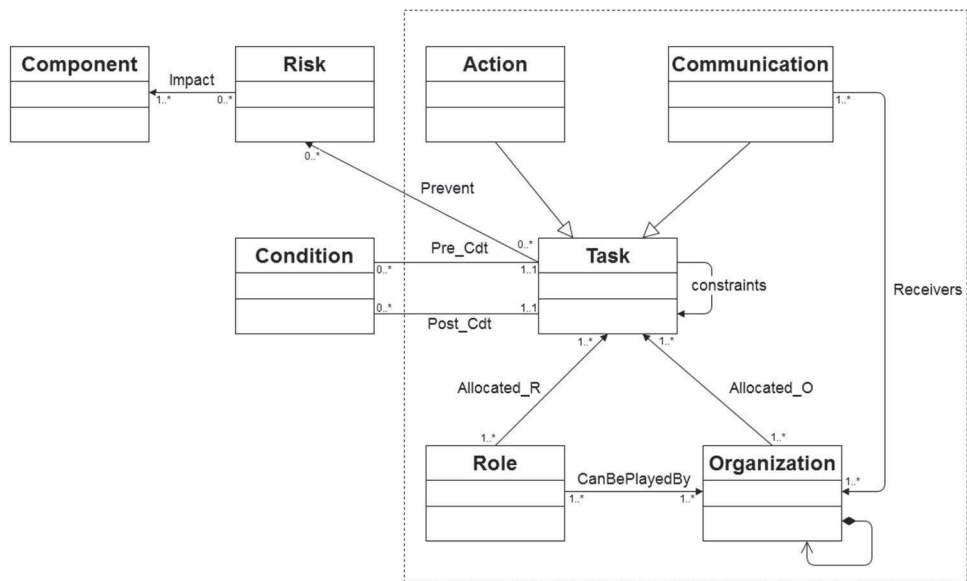 Component
Risk
Action
Communication
Impact
1..*
0..*
1..*
0..*
Prevent
Condition
Pre_Cdt
0..*
0..*
1..1
Task
constraints
Receivers
0..*
1..1
Post_Cdt
1..*
1..*
Allocated_R
Allocated_O
1..*
1..*
Role
CanBePlayedBy
Organization
1..*
1..*
1..*